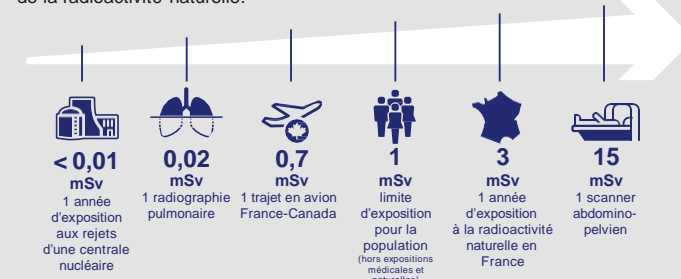 de la radioactivité naturelle.
< 0,01
mSv
1 année
d'exposition
aux rejets
d'une centrale
nucléaire
0,02
mSv
1 radiographie
pulmonaire
0,7
mSv
1 trajet en avion
France-Canada
1
mSv
limite
d'exposition
pour la
population
(hors expositions
médicales et
naturelles)
3
mSv
1 année
d'exposition
à la radioactivité
naturelle en
France
15
mSv
1 scanner
abdomino-
pelvien